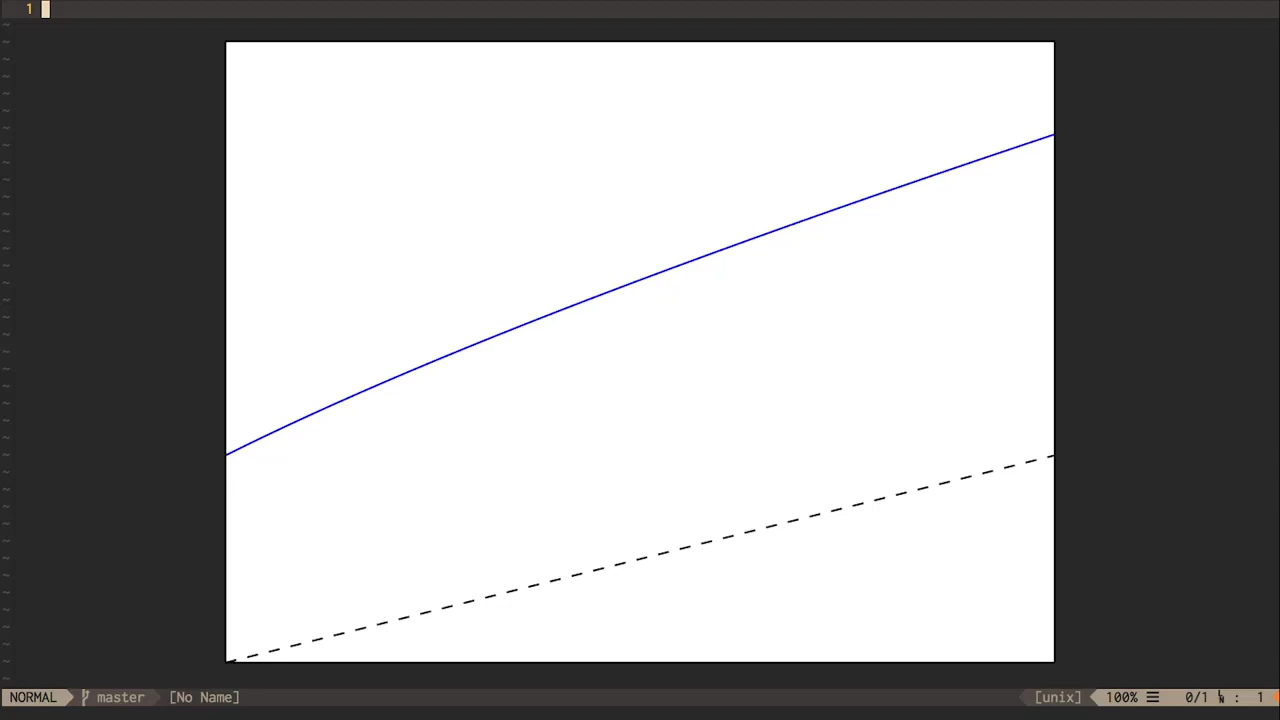 1
NORMAL master [No Name] [unix] 100% ☰ 0/1 ㏑ : 1